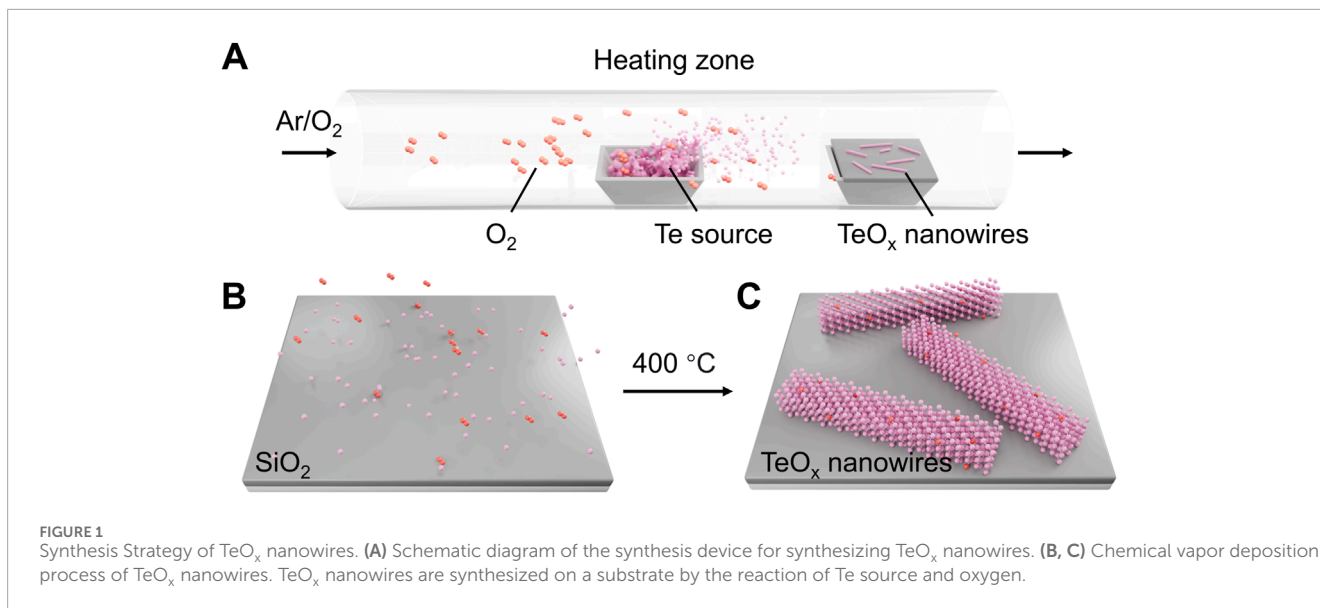 A
Heating zone
Ar/O₂
O₂
Te source
TeOₓ nanowires
B
C
400 °C
SiO₂
TeOₓ nanowires
FIGURE 1
Synthesis Strategy of TeOₓ nanowires. (A) Schematic diagram of the synthesis device for synthesizing TeOₓ nanowires. (B, C) Chemical vapor deposition
process of TeOₓ nanowires. TeOₓ nanowires are synthesized on a substrate by the reaction of Te source and oxygen.